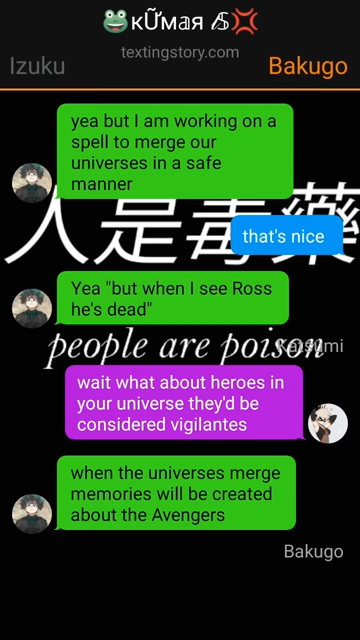 🐸KŨMaя 𝒜S💢
textingstory.com
Izuku
Bakugo
yea but I am working on a
spell to merge our
universes in a safe
manner
人是毒藥
that's nice
Yea "but when I see Ross
he's dead"
people are poison
wait what about heroes in
your universe they'd be
considered vigilantes
when the universes merge
memories will be created
about the Avengers
Bakugo